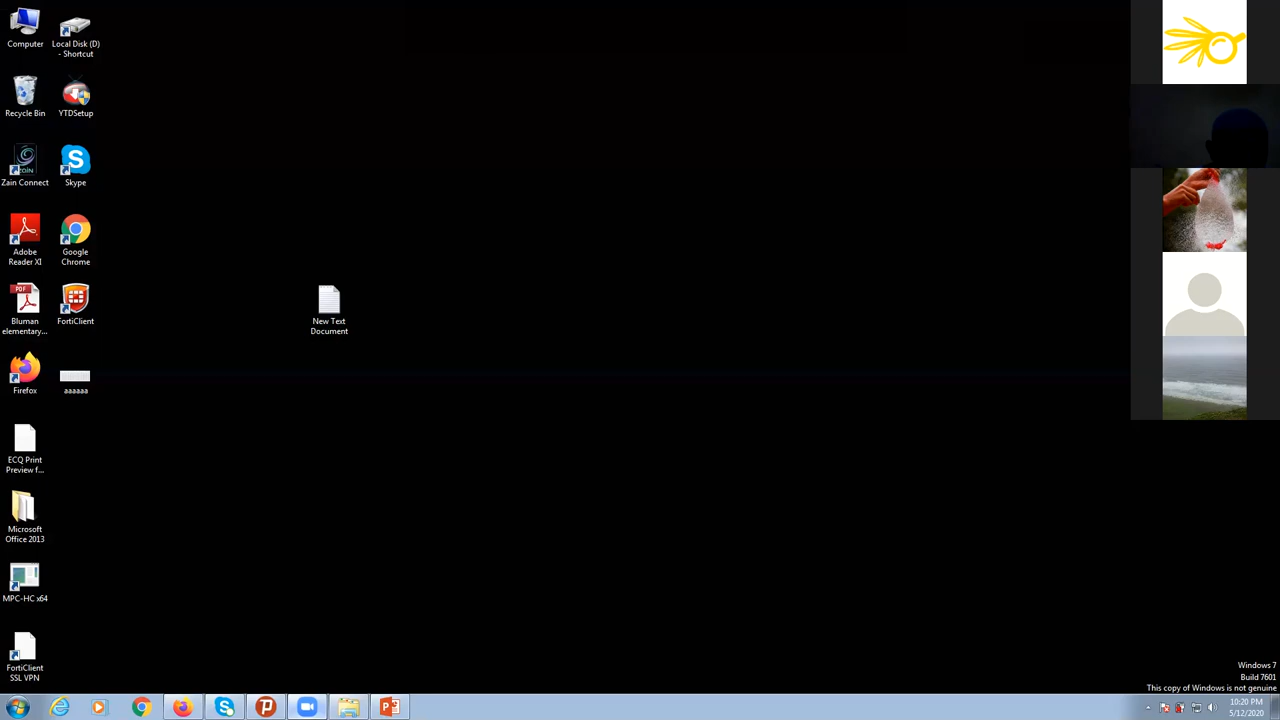 Computer
Local Disk (D)
- Shortcut
Recycle Bin
YTDSetup
Zain Connect
Skype
Adobe
Reader XI
Google
Chrome
Bluman
elementary...
FortiClient
New Text
Document
Firefox
aaaaaa
ECQ Print
Preview f...
Microsoft
Office 2013
MPC-HC x64
FortiClient
SSL VPN
Windows 7
Build 7601
This copy of Windows is not genuine
10:20 PM
5/12/2020